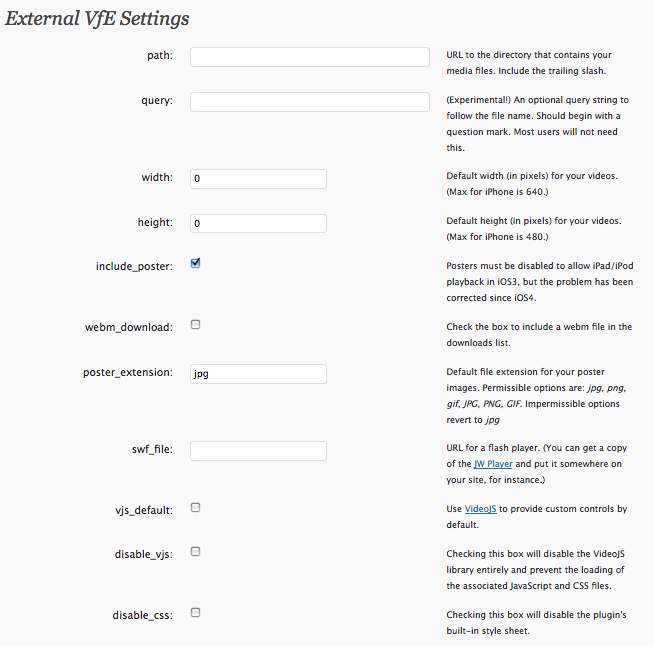 External VfE Settings
path:
URL to the directory that contains your
media files. Include the trailing slash.
query:
(Experimental!) An optional query string to
follow the file name. Should begin with a
question mark. Most users will not need
this.
width:
0
Default width (in pixels) for your videos.
(Max for iPhone is 640.)
height:
0
Default height (in pixels) for your videos.
(Max for iPhone is 480.)
include_poster:
Posters must be disabled to allow iPad/iPod
playback in iOS3, but the problem has been
corrected since iOS4.
webm_download:
Check the box to include a webm file in the
downloads list.
poster_extension:
jpg
Default file extension for your poster
images. Permissible options are: jpg, png,
gif, JPG, PNG, GIF. Impermissible options
revert to jpg
swf_file:
URL for a flash player. (You can get a copy
of the JW Player and put it somewhere on
your site, for instance.)
vjs_default:
Use VideoJS to provide custom controls by
default.
disable_vjs:
Checking this box will disable the VideoJS
library entirely and prevent the loading of
the associated JavaScript and CSS files.
disable_css:
Checking this box will disable the plugin's
built-in style sheet.